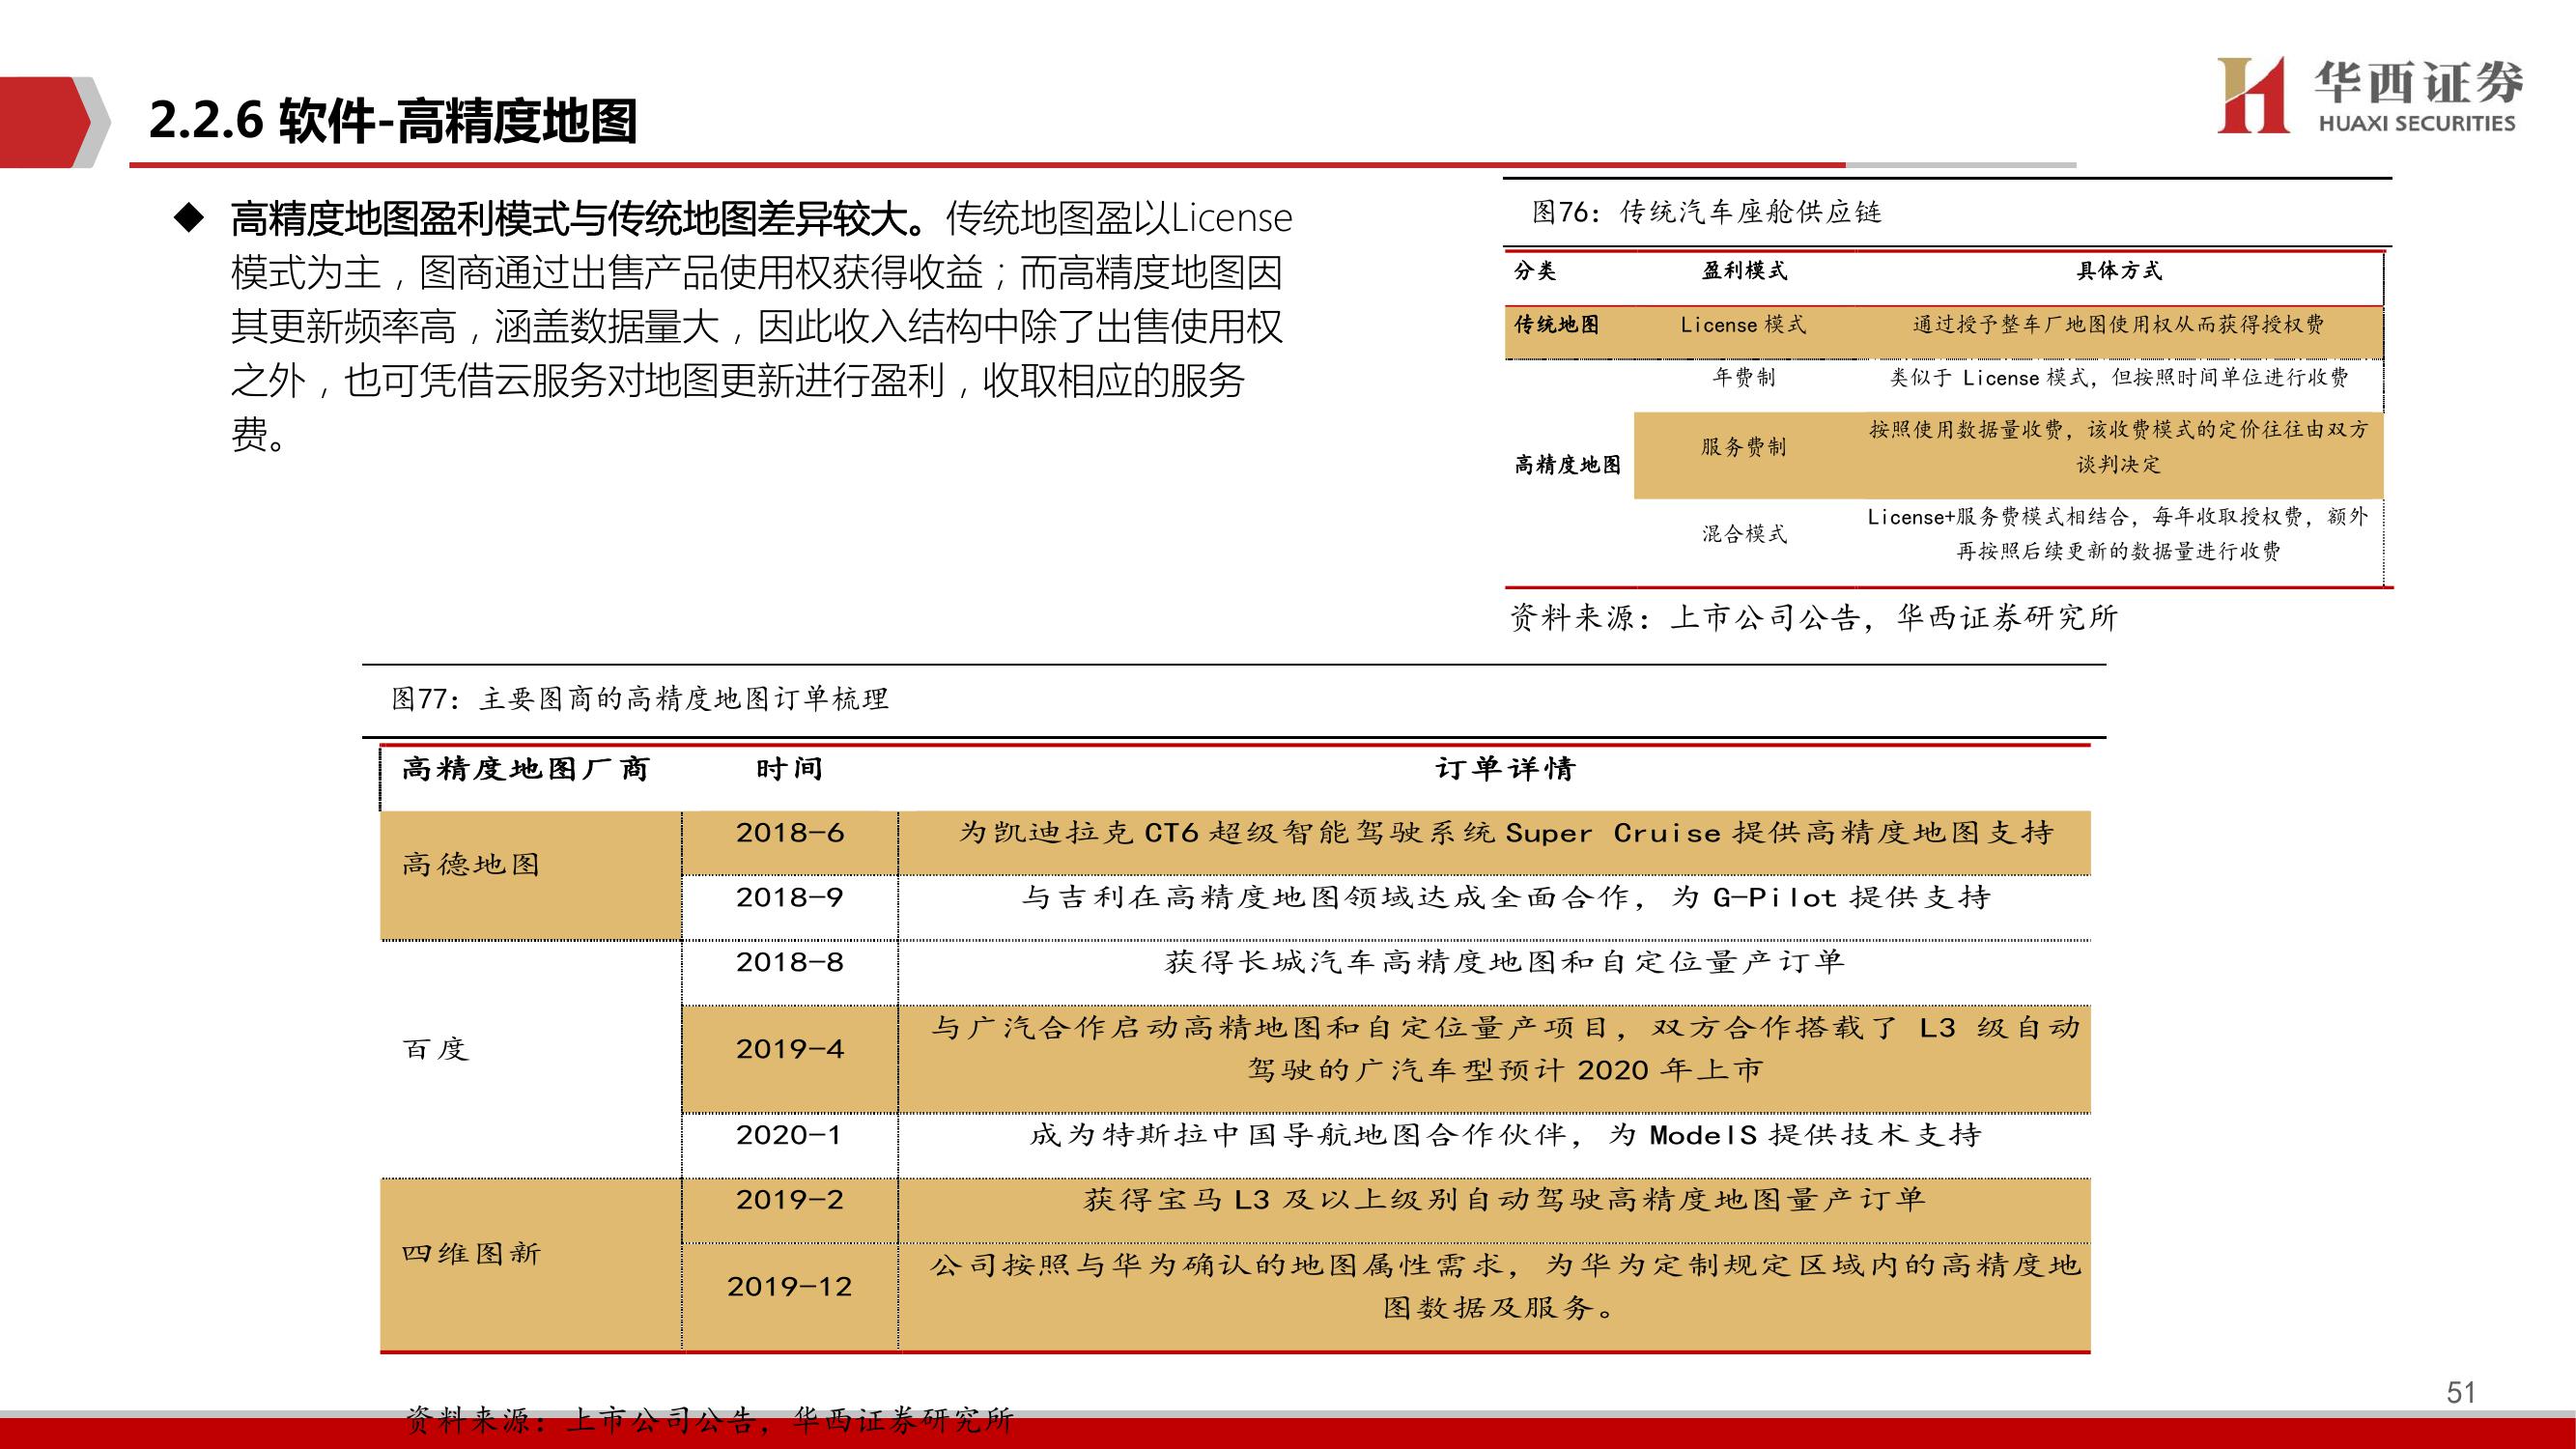 2.2.6 软件-高精度地图
华西证券
HUAXI SECURITIES
◆ 高精度地图盈利模式与传统地图差异较大。传统地图盈以License
模式为主，图商通过出售产品使用权获得收益；而高精度地图因
其更新频率高，涵盖数据量大，因此收入结构中除了出售使用权
之外，也可凭借云服务对地图更新进行盈利，收取相应的服务
费。
图76：传统汽车座舱供应链
分类 盈利模式 具体方式
传统地图 License 模式 通过授予整车厂地图使用权从而获得授权费
年费制 类似于 License 模式，但按照时间单位进行收费
高精度地图 服务费制 按照使用数据量收费，该收费模式的定价往往由双方
谈判决定
混合模式 License+服务费模式相结合，每年收取授权费，额外
再按照后续更新的数据量进行收费
资料来源：上市公司公告，华西证券研究所
图77：主要图商的高精度地图订单梳理
高精度地图厂商 时间 订单详情
高德地图 2018-6 为凯迪拉克 CT6 超级智能驾驶系统 Super Cruise 提供高精度地图支持
2018-9 与吉利在高精度地图领域达成全面合作，为 G-Pilot 提供支持
2018-8 获得长城汽车高精度地图和自定位量产订单
百度 2019-4 与广汽合作启动高精地图和自定位量产项目，双方合作搭载了 L3 级自动
驾驶的广汽车型预计 2020 年上市
2020-1 成为特斯拉中国导航地图合作伙伴，为 ModelS 提供技术支持
四维图新 2019-2 获得宝马 L3 及以上级别自动驾驶高精度地图量产订单
2019-12 公司按照与华为确认的地图属性需求，为华为定制规定区域内的高精度地
图数据及服务。
资料来源：上市公司公告，华西证券研究所
51